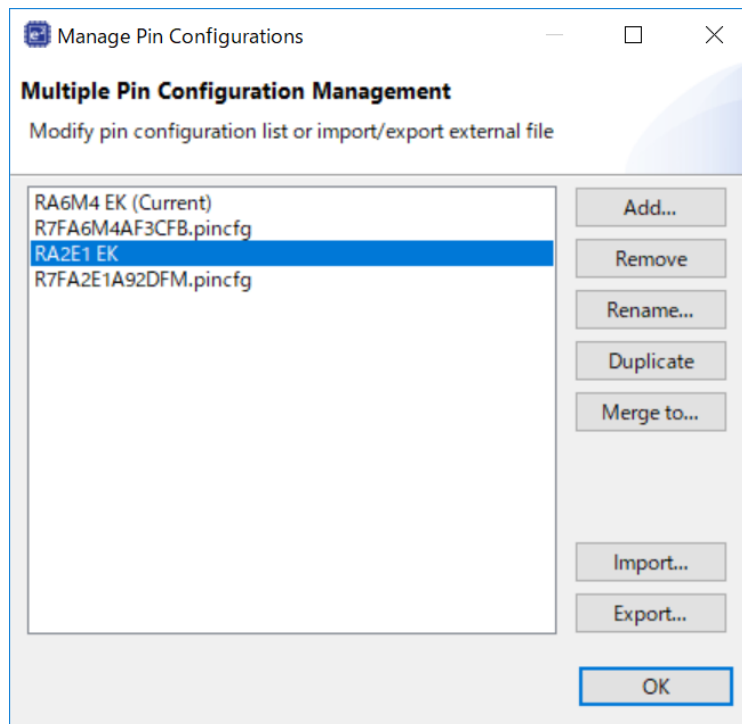 Manage Pin Configurations
Multiple Pin Configuration Management
Modify pin configuration list or import/export external file
RA6M4 EK (Current)
R7FA6M4AF3CFB.pincfg
RA2E1 EK
R7FA2E1A92DFM.pincfg
Add...
Remove
Rename...
Duplicate
Merge to...
Import...
Export...
OK